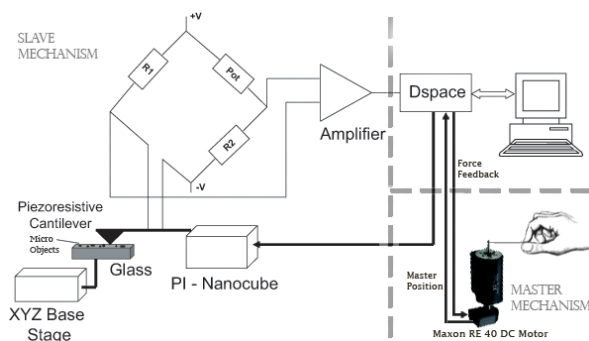 +V
SLAVE
MECHANISM
R1
Pot
R2
-V
Amplifier
Dspace
Force
Feedback
Piezoresistive
Cantilever
Micro
Objects
Glass
PI - Nanocube
XYZ Base
Stage
Master
Position
MASTER
MECHANISM
Maxon RE 40 DC Motor